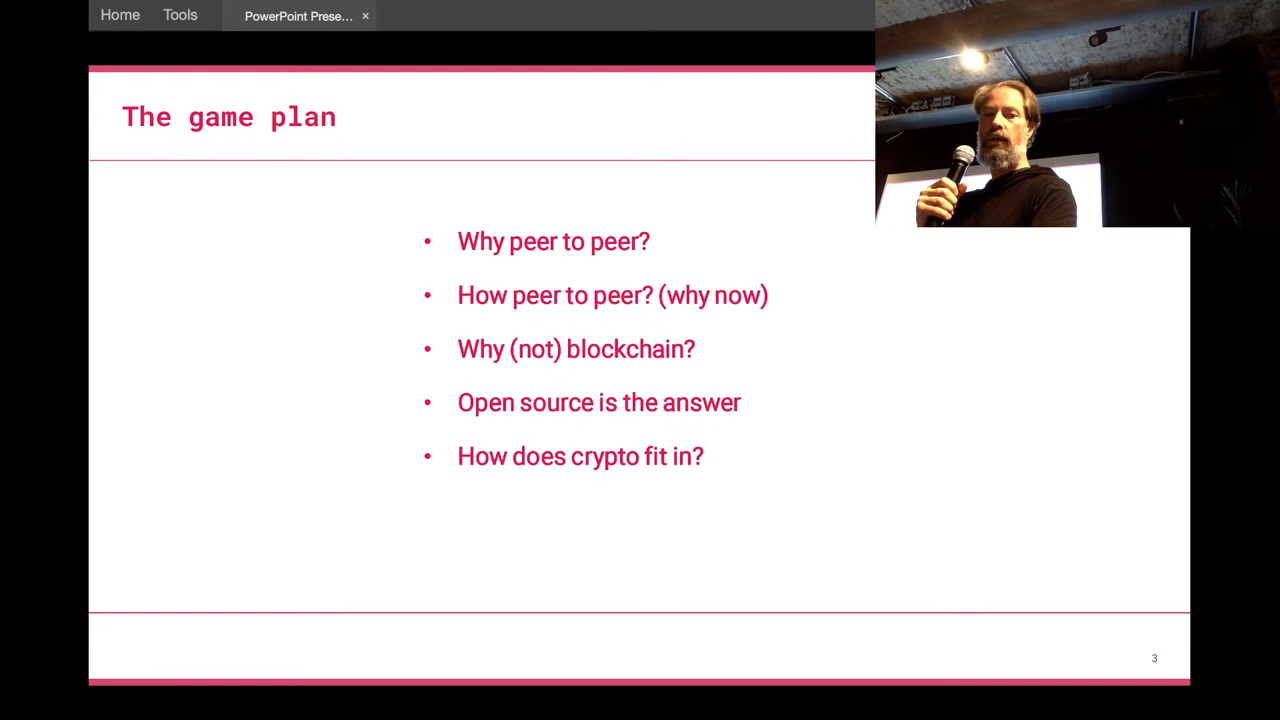 Home Tools PowerPoint Prese... ×
The game plan
• Why peer to peer?
• How peer to peer? (why now)
• Why (not) blockchain?
• Open source is the answer
• How does crypto fit in?
3